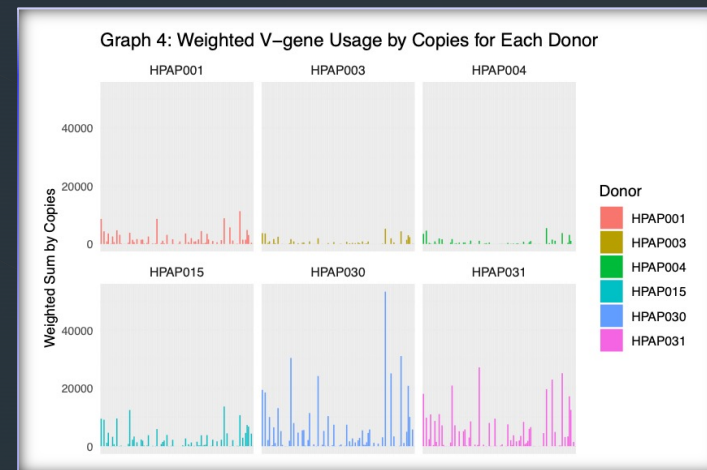 Graph 4: Weighted V−gene Usage by Copies for Each Donor
HPAP001 HPAP003 HPAP004
40000
20000
0
HPAP015 HPAP030 HPAP031
40000
20000
0
Weighted Sum by Copies
Donor
HPAP001
HPAP003
HPAP004
HPAP015
HPAP030
HPAP031